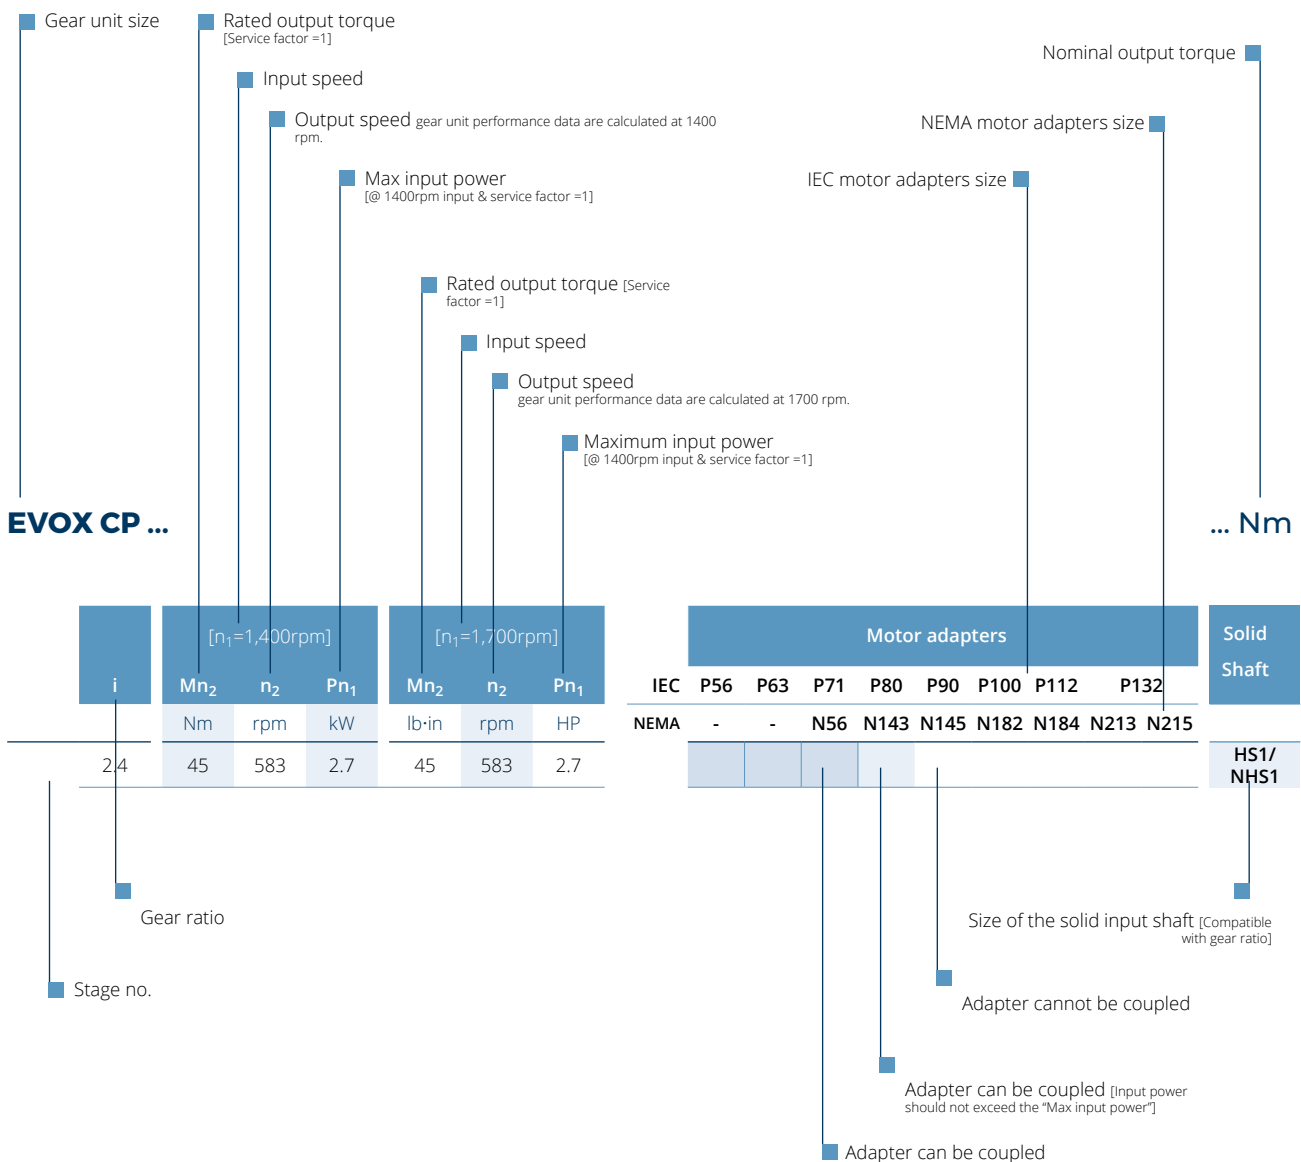 Gear unit size
Rated output torque
[Service factor =1]
Input speed
Output speed gear unit performance data are calculated at 1400
rpm.
Max input power
[@ 1400rpm input & service factor =1]
Nominal output torque
NEMA motor adapters size
IEC motor adapters size
Rated output torque [Service
factor =1]
Input speed
Output speed
gear unit performance data are calculated at 1700 rpm.
Maximum input power
[@ 1400rpm input & service factor =1]
EVOX CP ...
... Nm
[n1=1,400rpm] [n1=1,700rpm] Motor adapters Solid
Shaft
i Mn2 n2 Pn1 Mn2 n2 Pn1 IEC P56 P63 P71 P80 P90 P100 P112 P132
Nm rpm kW lb·in rpm HP NEMA - - N56 N143 N145 N182 N184 N213 N215
2.4 45 583 2.7 45 583 2.7 HS1/
NHS1
Gear ratio
Size of the solid input shaft [Compatible
with gear ratio]
Stage no.
Adapter cannot be coupled
Adapter can be coupled [Input power
should not exceed the “Max input power”]
Adapter can be coupled